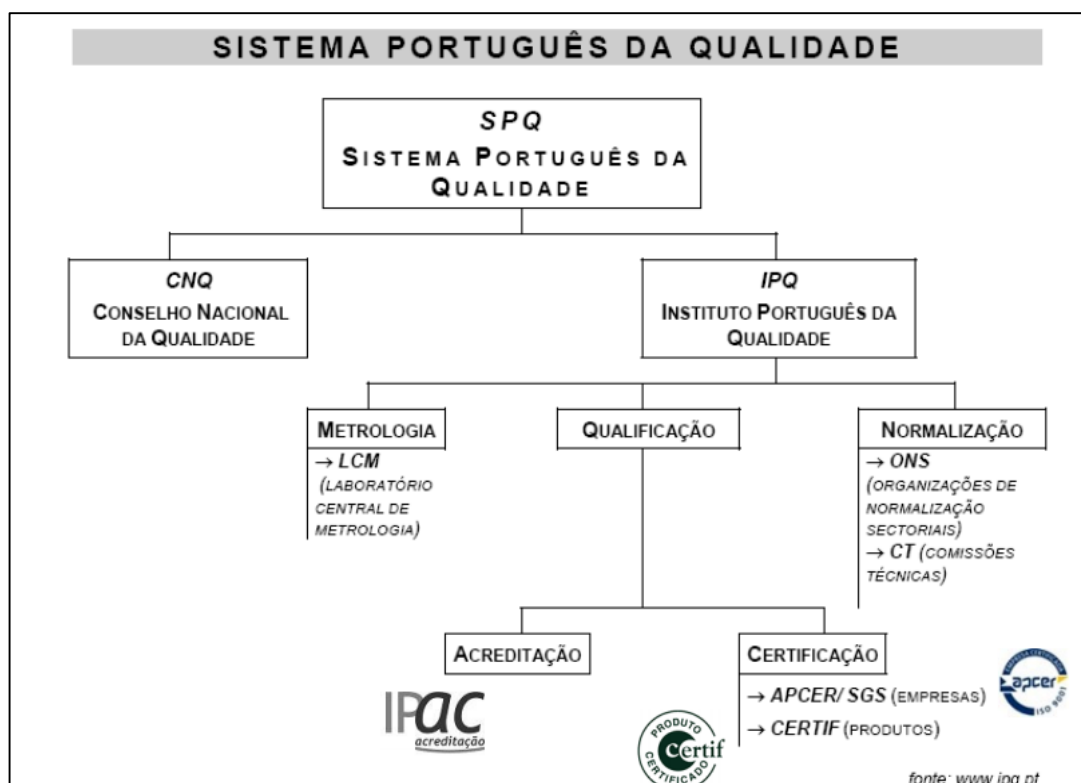 SISTEMA PORTUGUÊS DA QUALIDADE
SPQ
SISTEMA PORTUGUÊS DA
QUALIDADE
CNQ
CONSELHO NACIONAL
DA QUALIDADE
IPQ
INSTITUTO PORTUGUÊS DA
QUALIDADE
METROLOGIA
→ LCM
(LABORATÓRIO
CENTRAL DE
METROLOGIA)
QUALIFICAÇÃO
NORMALIZAÇÃO
→ ONS
(ORGANIZAÇÕES DE
NORMALIZAÇÃO
SECTORIAIS)
→ CT (COMISSÕES
TÉCNICAS)
ACREDITAÇÃO
IPac
acreditação
CERTIFICAÇÃO
→ APCER/ SGS (EMPRESAS)
→ CERTIF (PRODUTOS)
EMPRESA CERTIFICADA
apcer
ISO 9001
PRODUTO
Certif
CERTIFICADO
fonte: www.ipq.pt